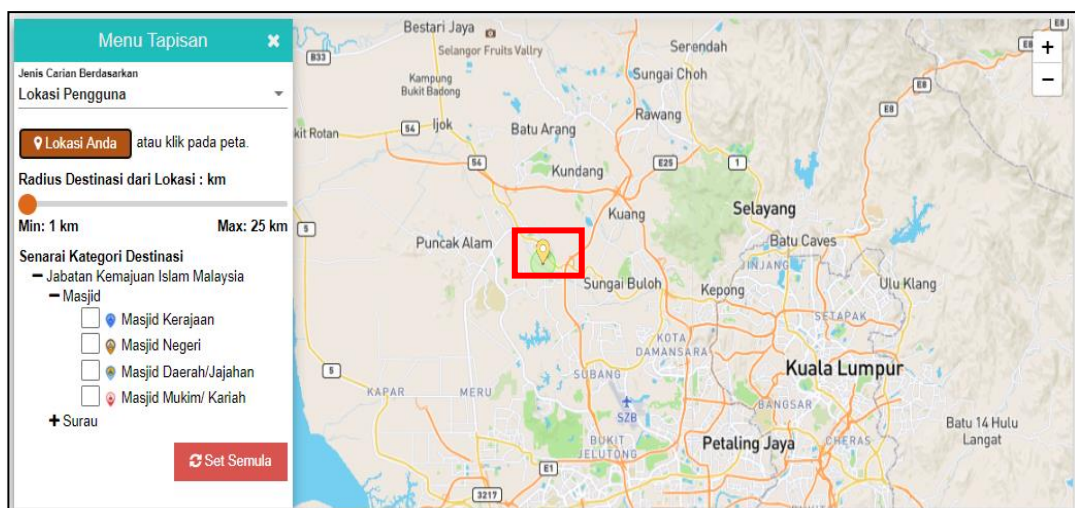 Menu Tapisan ×
Jenis Carian Berdasarkan
Lokasi Pengguna
Lokasi Anda atau klik pada peta.
Radius Destinasi dari Lokasi : km
Min: 1 km Max: 25 km
Senarai Kategori Destinasi
Jabatan Kemajuan Islam Malaysia
Masjid
Masjid Kerajaan
Masjid Negeri
Masjid Daerah/Jajahan
Masjid Mukim/ Kariah
Surau
Set Semula
Bestari Jaya
E8
B33
Selangor Fruits Vallry
Serendah
+
−
Kampung
Bukit Badong
Sungai Choh
E8
kit Rotan
54
Ijok
Batu Arang
Rawang
E8
54
Kundang
E25
1
5
Kuang
Selayang
Puncak Alam
Batu Caves
JINJANG
Sungai Buloh
Kepong
Ulu Klang
SETAPAK
KOTA
DAMANSARA
5
SUBANG
Kuala Lumpur
KAPAR
MERU
BANGSAR
SZB
Batu 14 Hulu
Langat
BUKIT
JELUTONG
Petaling Jaya
CHERAS
E1
3217